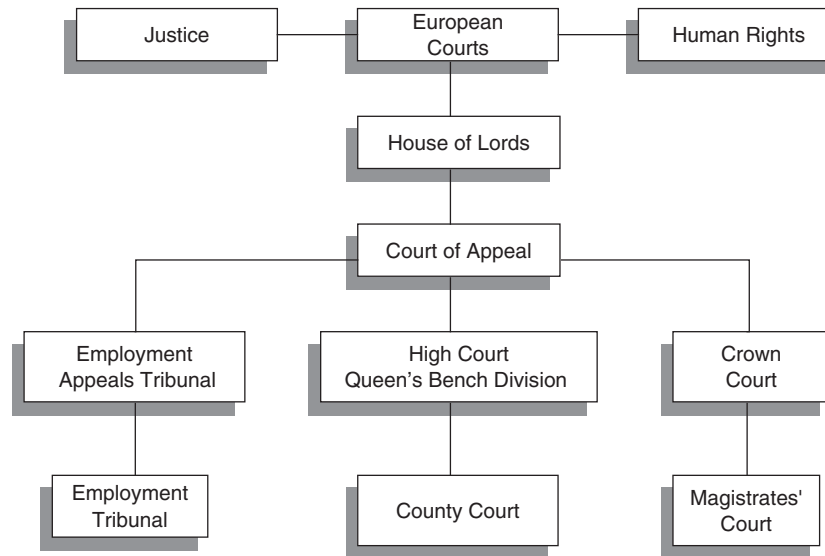 Justice
European
Courts
Human Rights
House of Lords
Court of Appeal
Employment
Appeals Tribunal
High Court
Queen’s Bench Division
Crown
Court
Employment
Tribunal
County Court
Magistrates'
Court